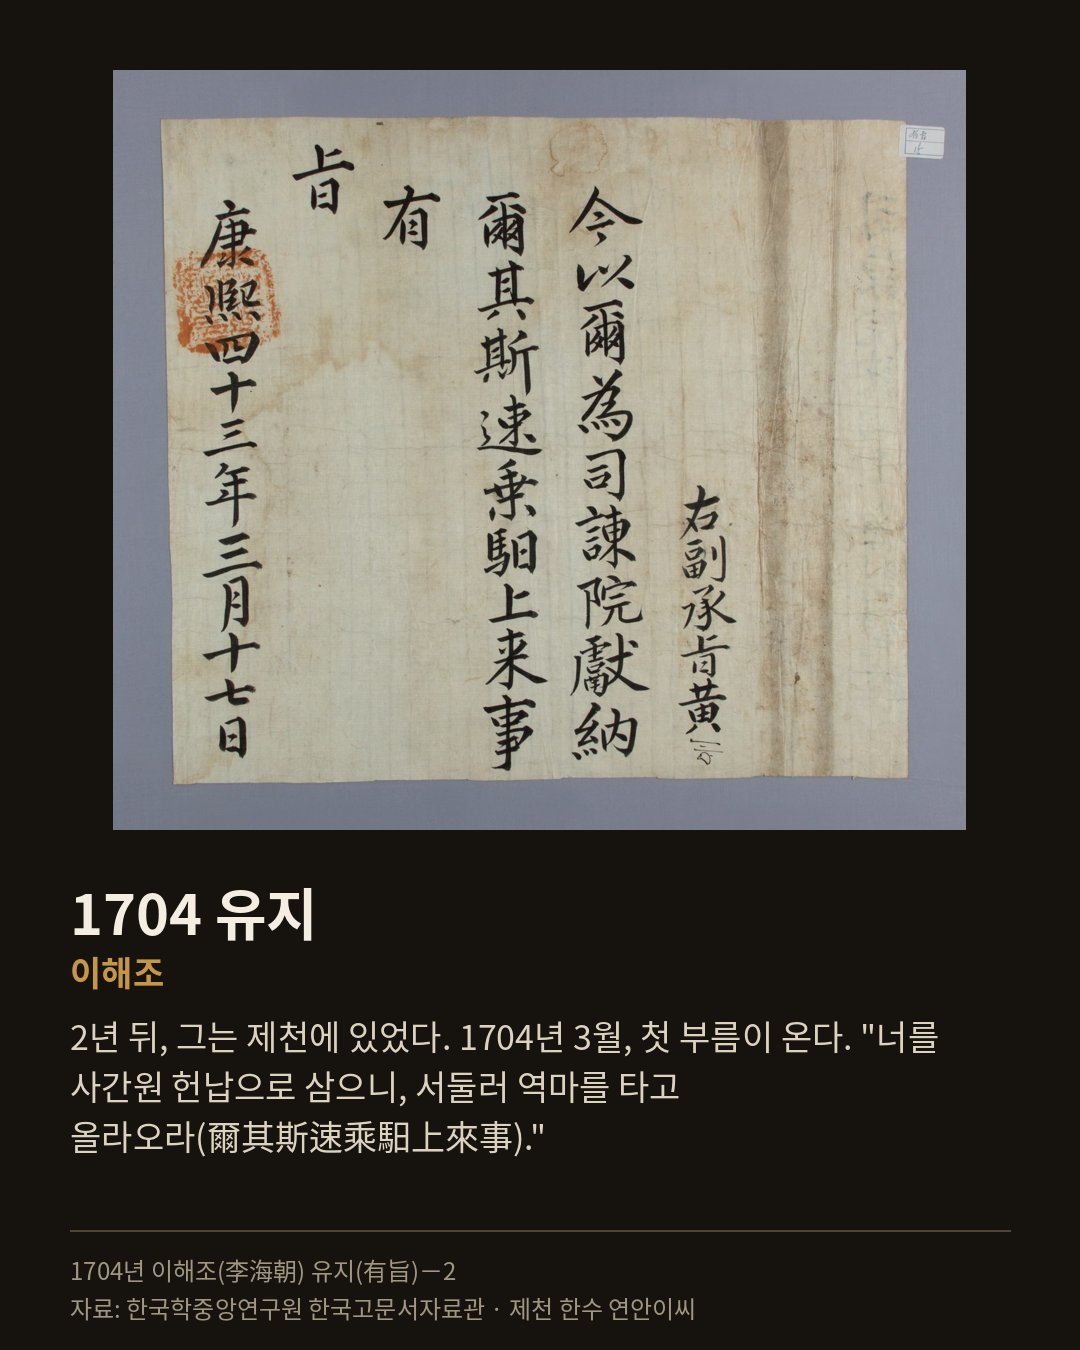 右副承旨黃
今以爾為司諫院獻納
爾其斯速乗馹上来事
有
旨
康熙四十三年三月十七日
1704 유지
이해조
2년 뒤, 그는 제천에 있었다. 1704년 3월, 첫 부름이 온다. "너를
사간원 헌납으로 삼으니, 서둘러 역마를 타고
올라오라(爾其斯速乘馹上來事)."
1704년 이해조(李海朝) 유지(有旨)－2
자료: 한국학중앙연구원 한국고문서자료관 · 제천 한수 연안이씨